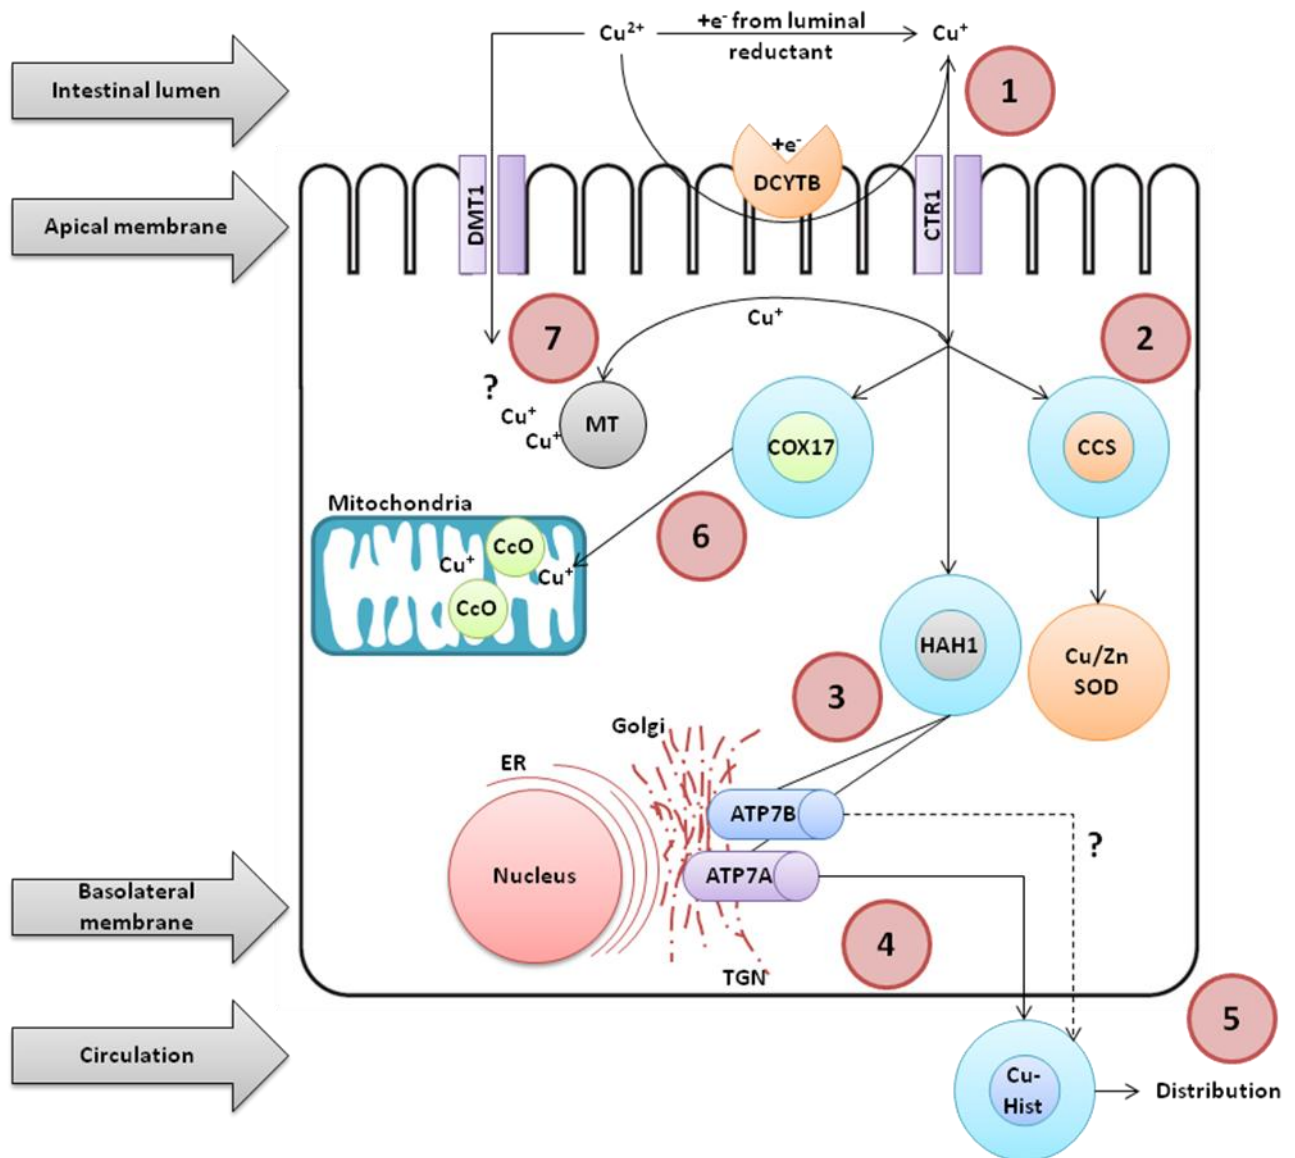 Cu2+
+e- from luminal
reductant
Cu+
1
Intestinal lumen
+e-
DCYTB
DMT1
CTR1
Apical membrane
Cu+
7
2
?
Cu+
Cu+
MT
COX17
CCS
Mitochondria
CcO
Cu+
Cu+
CcO
6
HAH1
Cu/Zn
SOD
3
Golgi
ER
ATP7B
?
Nucleus
ATP7A
Basolateral
membrane
4
TGN
5
Circulation
Cu-
Hist
Distribution